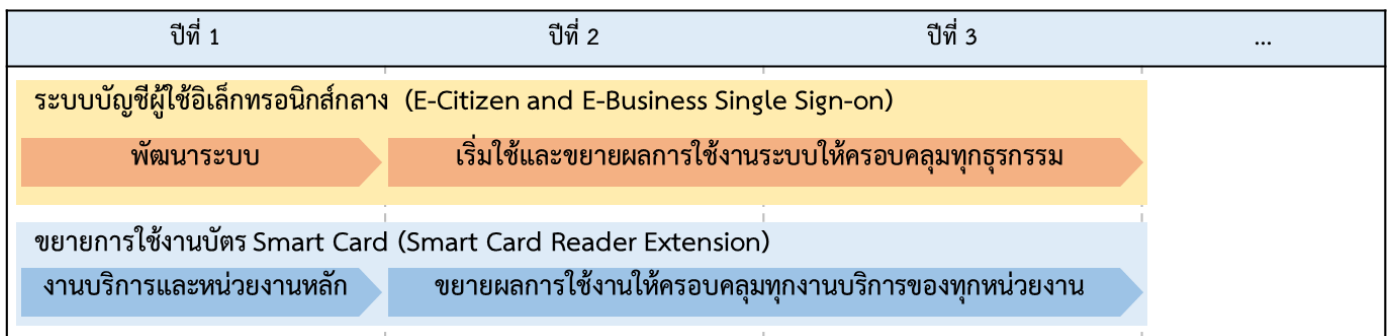 ปีที่ 1 ปีที่ 2 ปีที่ 3 ...
ระบบบัญชีผู้ใช้อิเล็กทรอนิกส์กลาง (E-Citizen and E-Business Single Sign-on)
พัฒนาระบบ เริ่มใช้และขยายผลการใช้งานระบบให้ครอบคลุมทุกธุรกรรม
ขยายการใช้งานบัตร Smart Card (Smart Card Reader Extension)
งานบริการและหน่วยงานหลัก ขยายผลการใช้งานให้ครอบคลุมทุกงานบริการของทุกหน่วยงาน